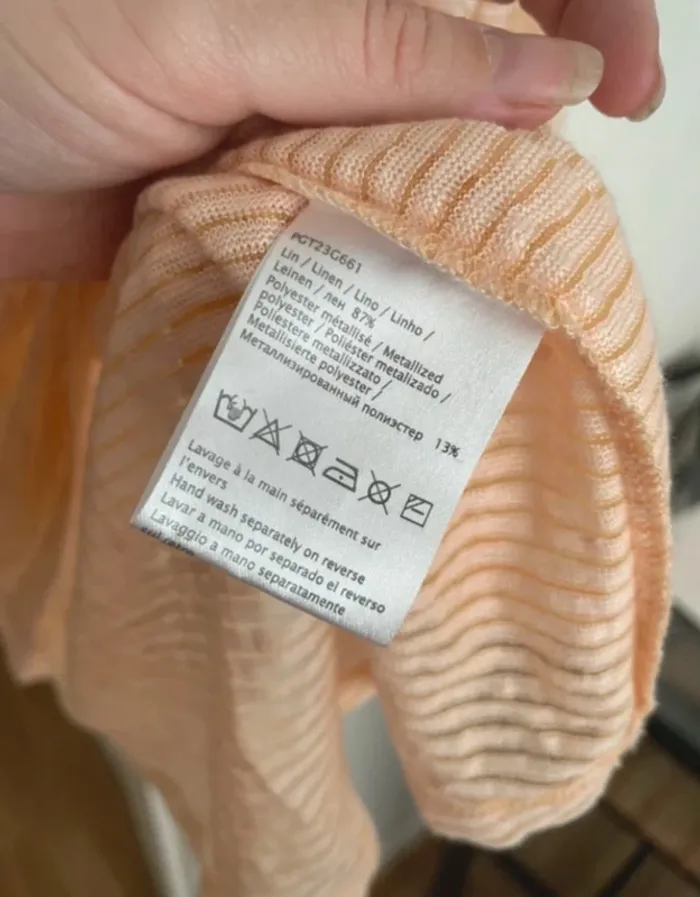 PGT23G661
Lin / Linen / Lino / Linho /
Leinen / лен 87%
Polyester métallisé / Metallized
polyester / Poliéster metalizado /
Poliestere metallizzato /
Metallisierte polyester /
Металлизированный полиэстер 13%
Lavage à la main séparément sur
l'envers
Hand wash separately on reverse
Lavar a mano por separado el reverso
Lavaggio a mano separatamente